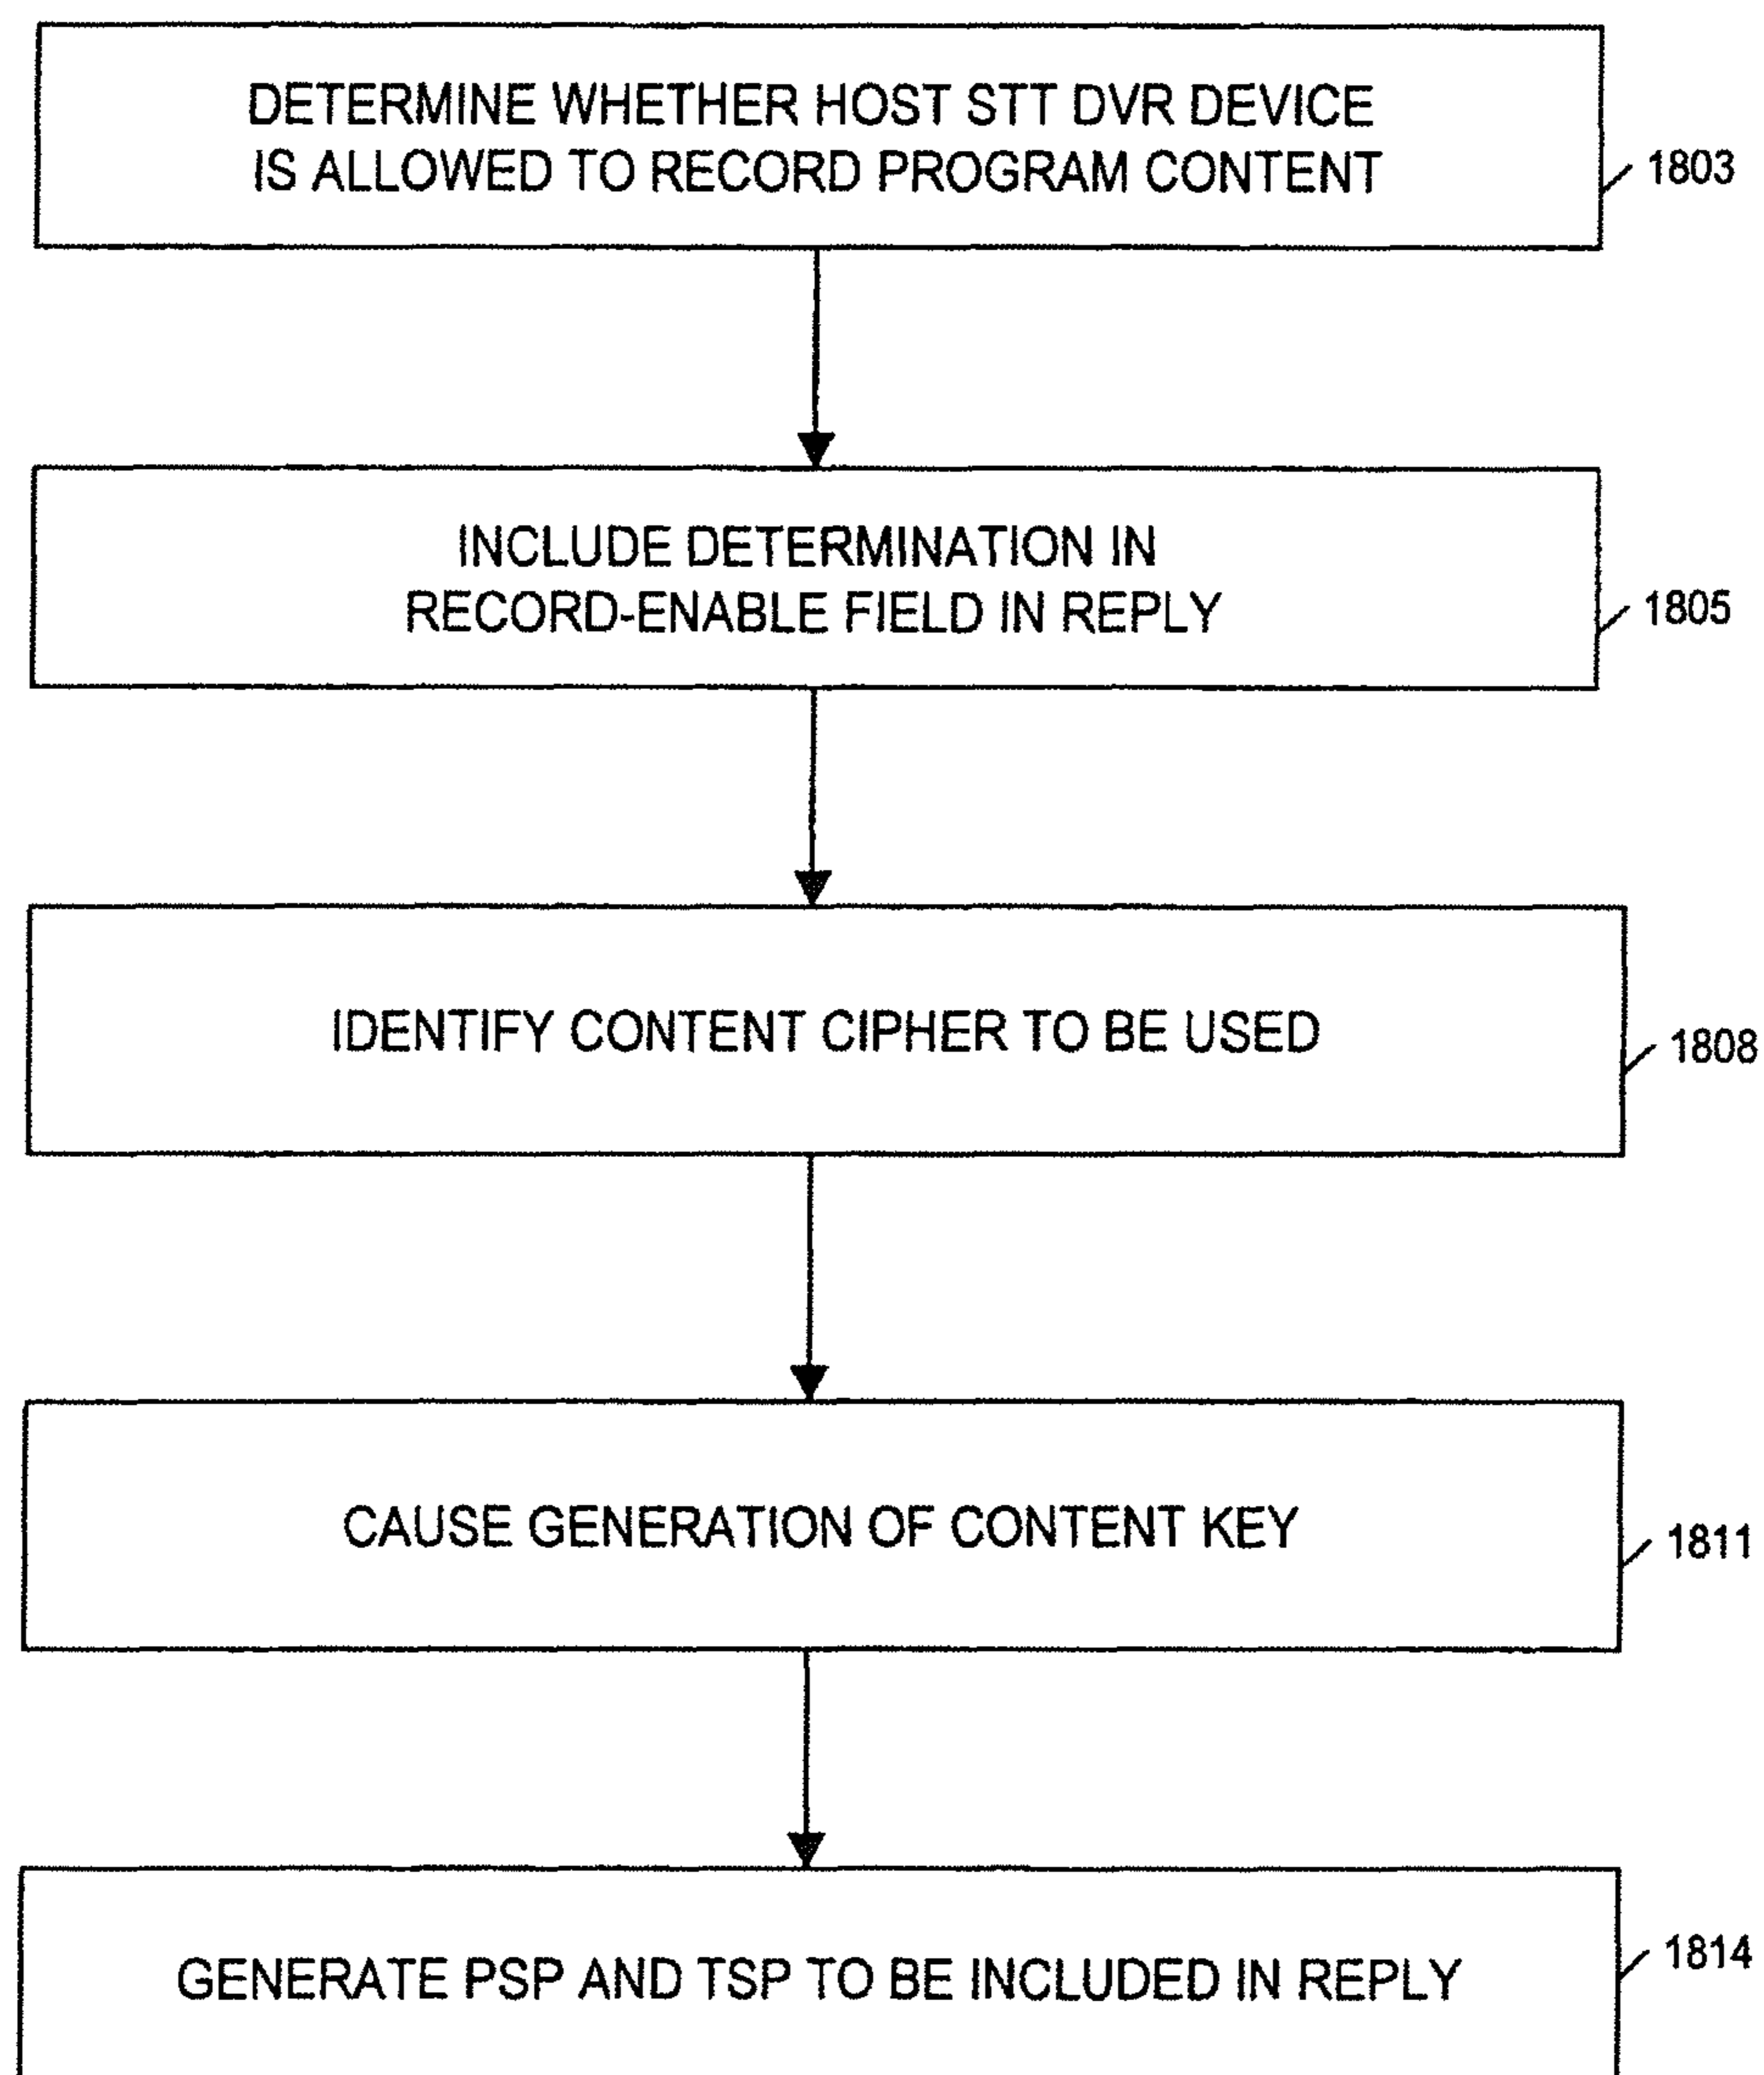 DETERMINE WHETHER HOST STT DVR DEVICE
IS ALLOWED TO RECORD PROGRAM CONTENT
1803
INCLUDE DETERMINATION IN
RECORD-ENABLE FIELD IN REPLY
1805
IDENTIFY CONTENT CIPHER TO BE USED
1808
CAUSE GENERATION OF CONTENT KEY
1811
GENERATE PSP AND TSP TO BE INCLUDED IN REPLY
1814